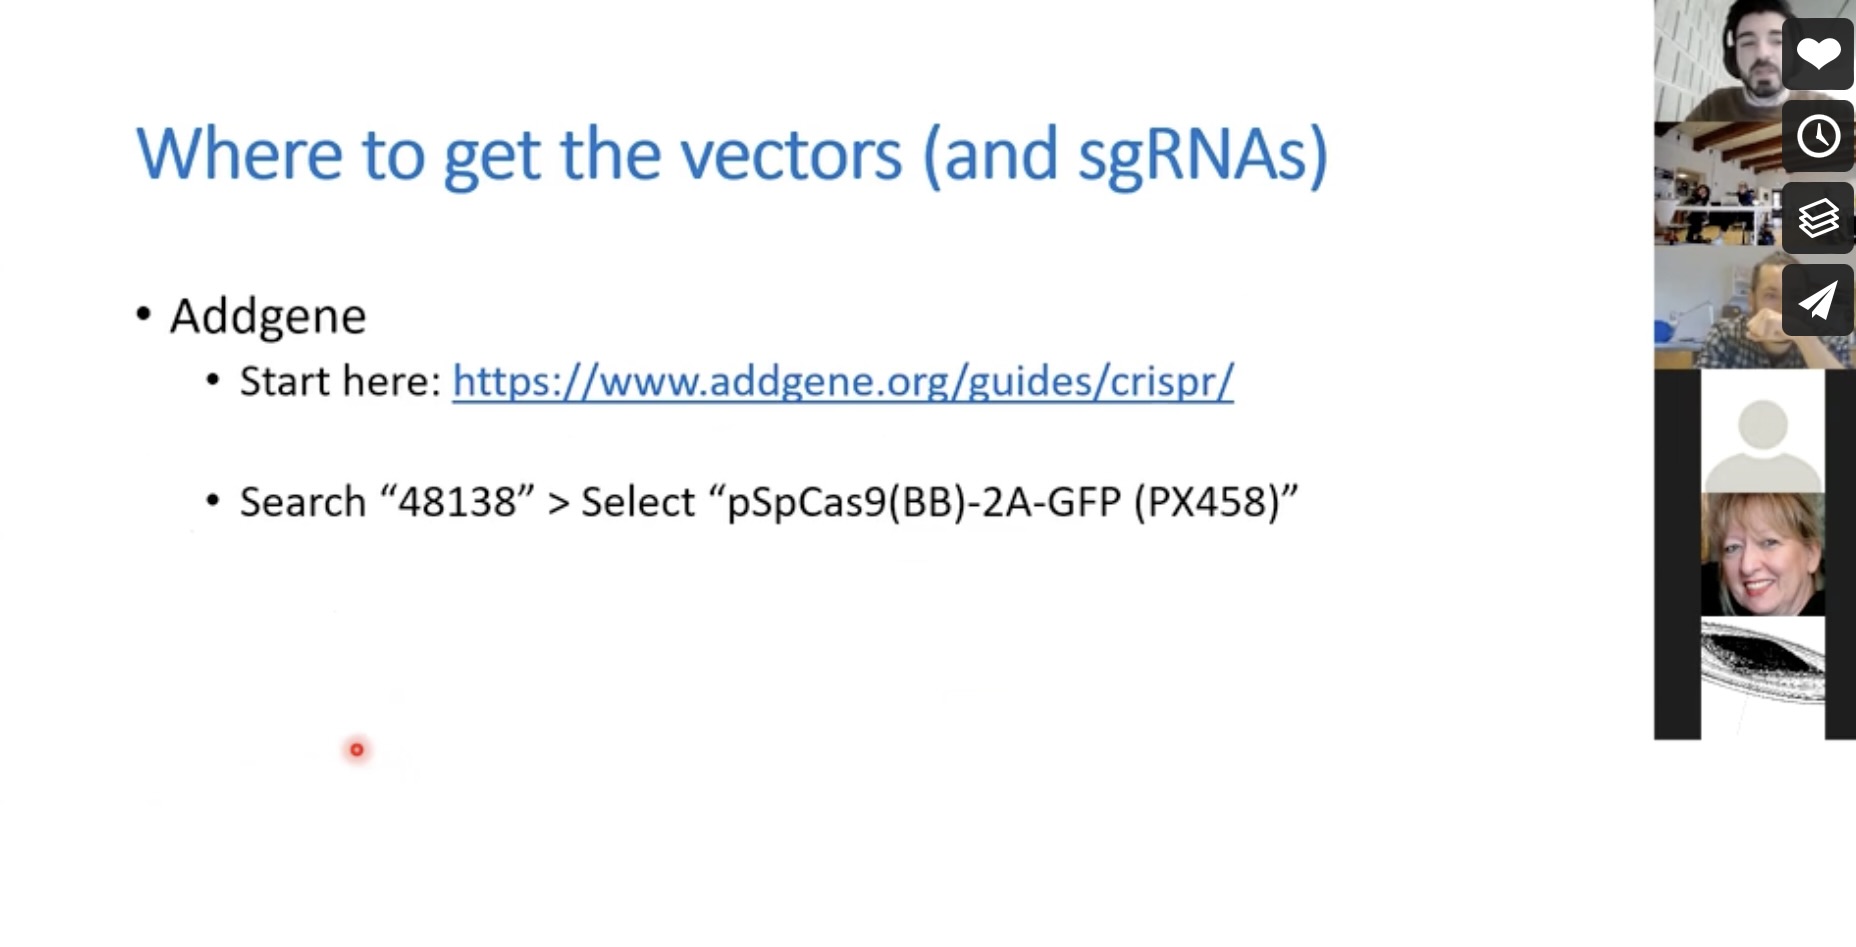 Where to get the vectors (and sgRNAs)
• Addgene
• Start here: https://www.addgene.org/guides/crispr/
• Search “48138” > Select “pSpCas9(BB)-2A-GFP (PX458)”